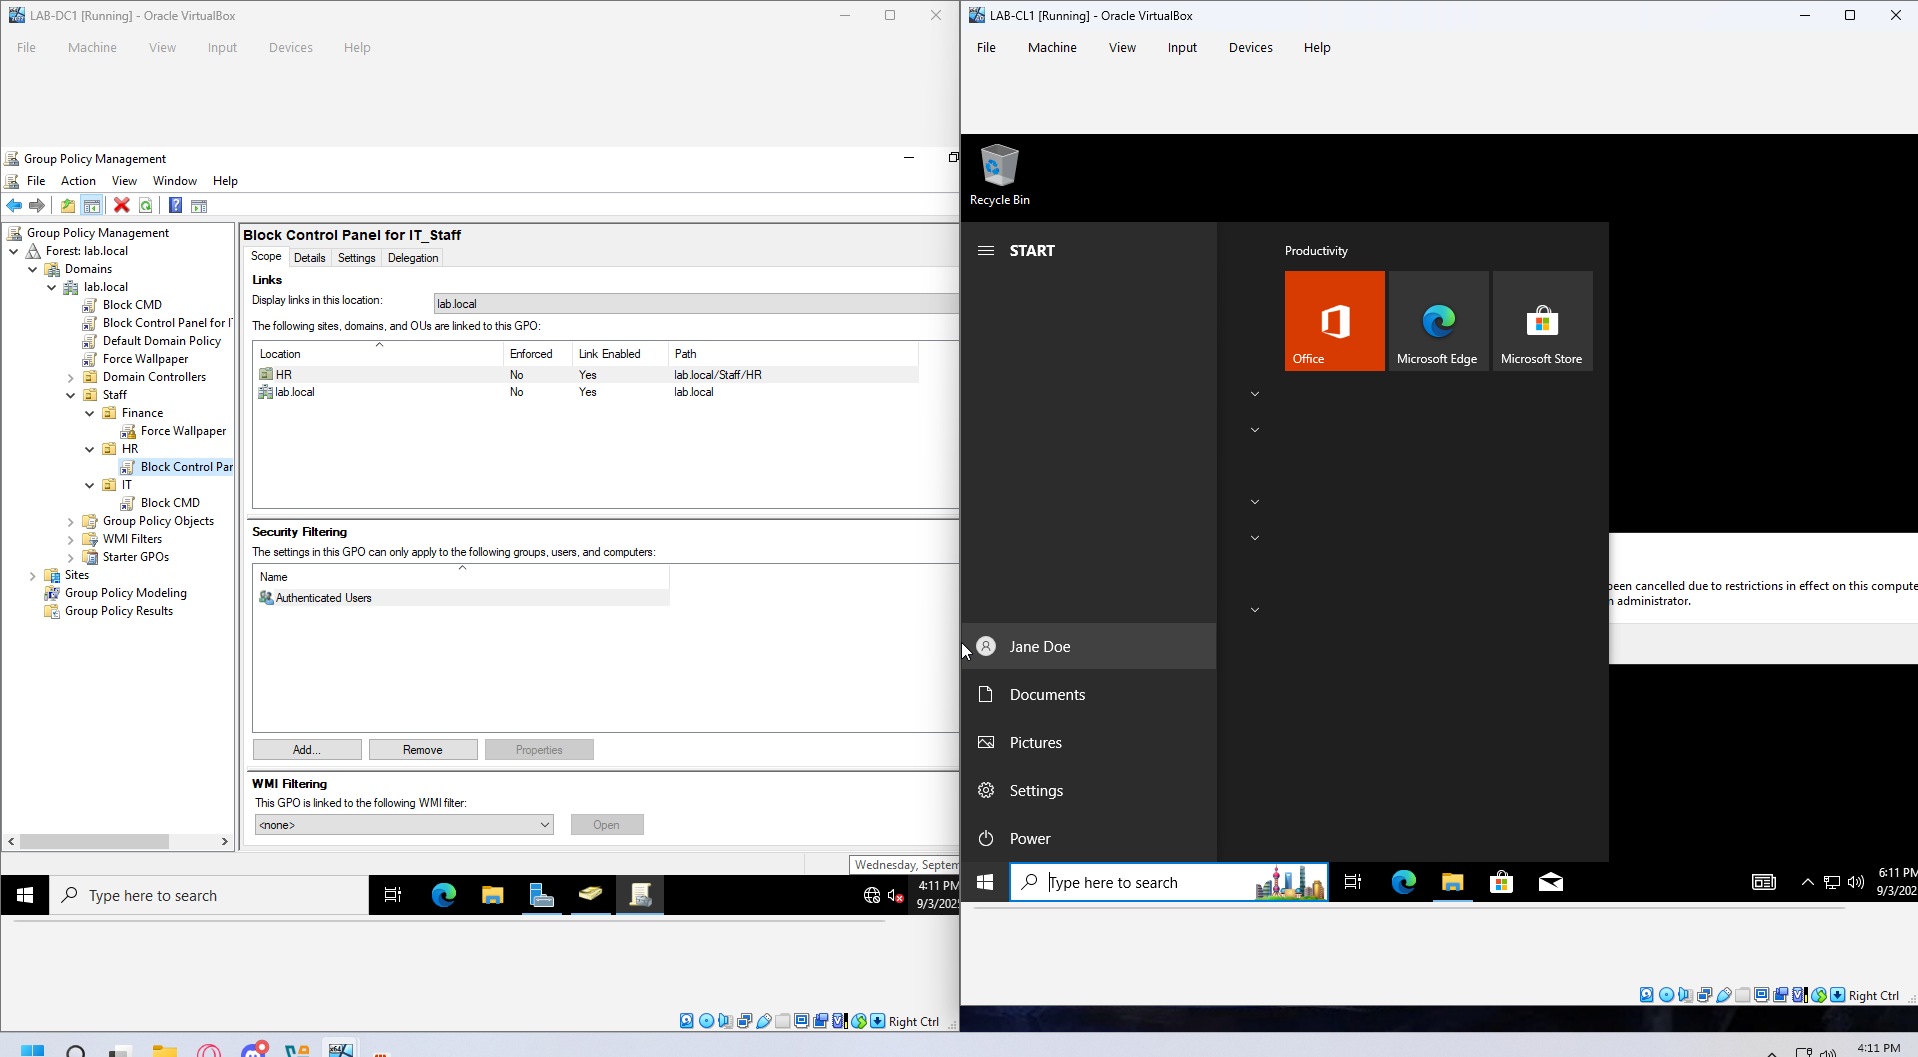 LAB-DC1 [Running] - Oracle VirtualBox
File Machine View Input Devices Help
Group Policy Management
File Action View Window Help
Group Policy Management
Forest: lab.local
Domains
lab.local
Block CMD
Block Control Panel for I
Default Domain Policy
Force Wallpaper
Domain Controllers
Staff
Finance
Force Wallpaper
HR
Block Control Par
IT
Block CMD
Group Policy Objects
WMI Filters
Starter GPOs
Sites
Group Policy Modeling
Group Policy Results
Block Control Panel for IT_Staff
Scope Details Settings Delegation
Links
Display links in this location: lab.local
The following sites, domains, and OUs are linked to this GPO:
Location Enforced Link Enabled Path
HR No Yes lab.local/Staff/HR
lab.local No Yes lab.local
Security Filtering
The settings in this GPO can only apply to the following groups, users, and computers:
Name
Authenticated Users
Add... Remove Properties
WMI Filtering
This GPO is linked to the following WMI filter:
<none> Open
Wednesday, Septem
Type here to search
4:11 PM
9/3/202
Right Ctrl
LAB-CL1 [Running] - Oracle VirtualBox
File Machine View Input Devices Help
Recycle Bin
START
Productivity
Office Microsoft Edge Microsoft Store
been cancelled due to restrictions in effect on this compute
administrator.
Jane Doe
Documents
Pictures
Settings
Power
Type here to search
6:11 PM
9/3/202
Right Ctrl
4:11 PM